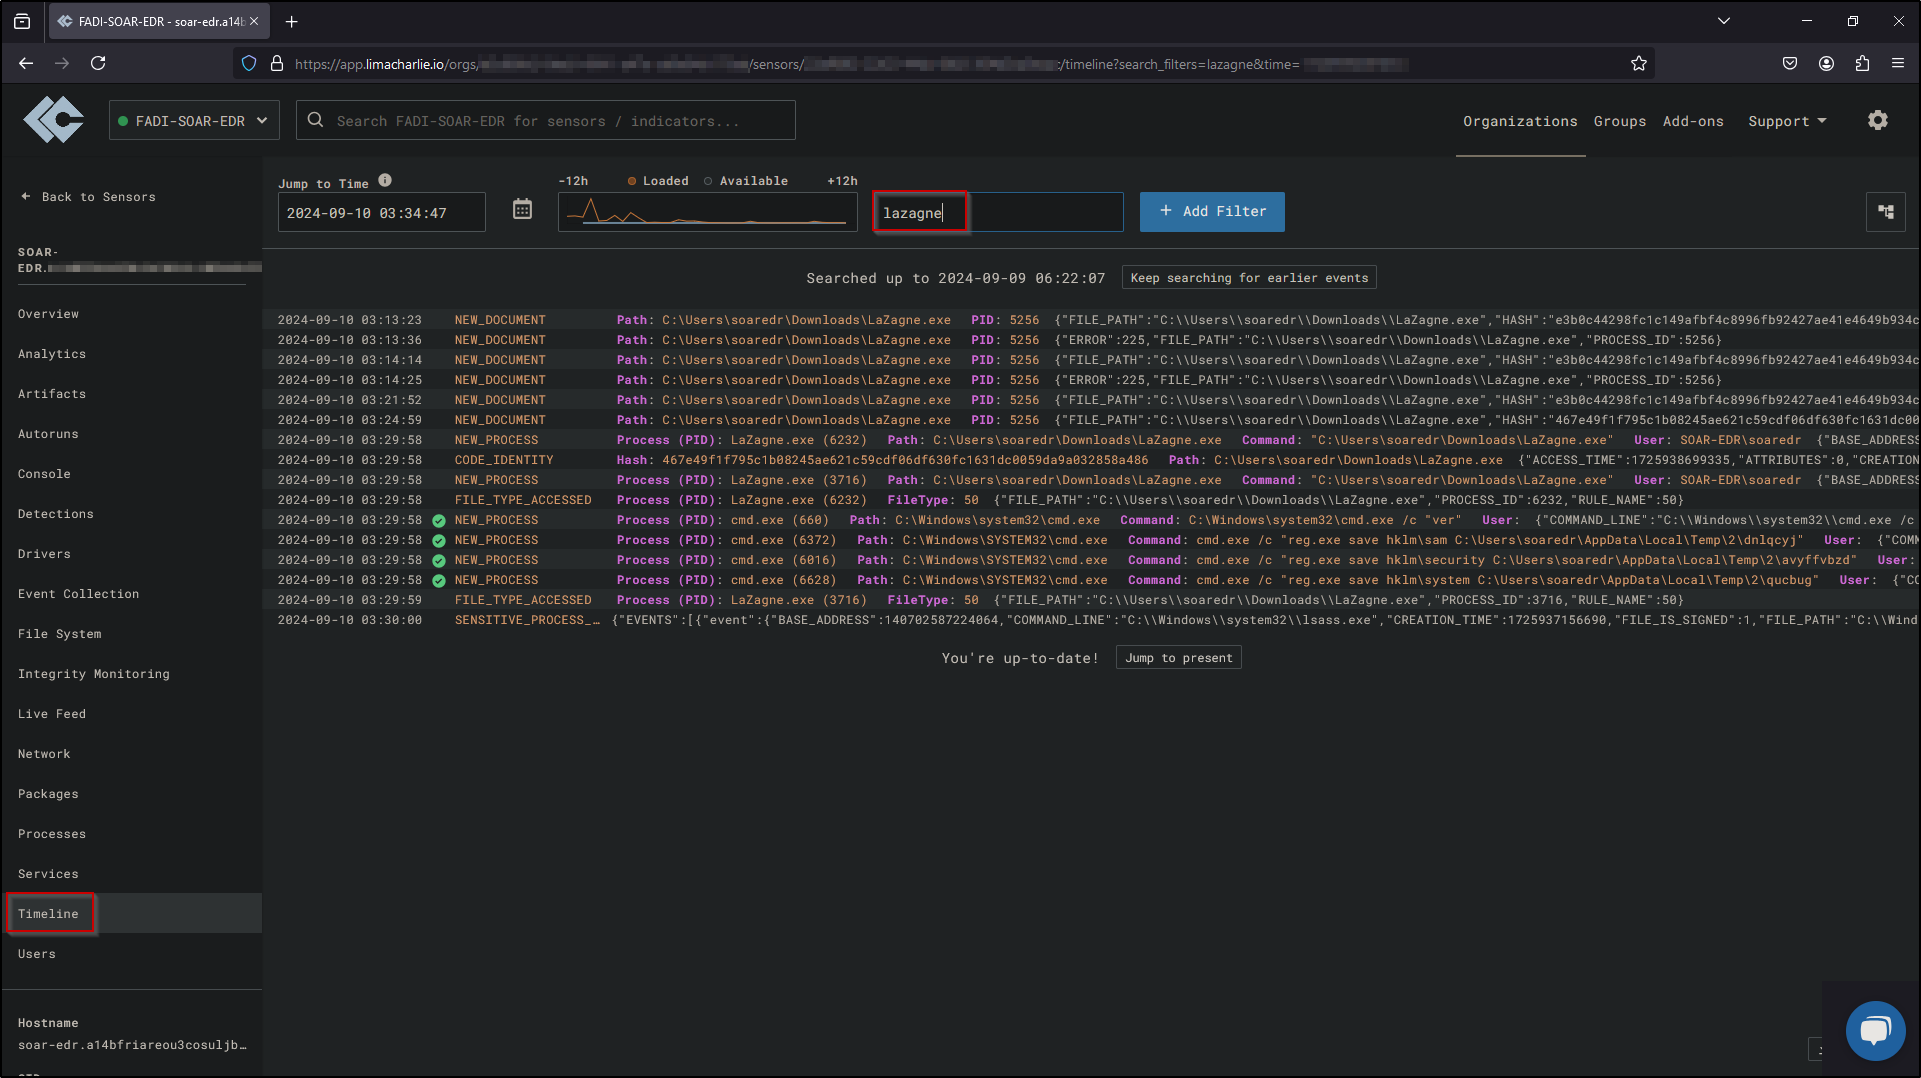 FADI-SOAR-EDR - soar-edr.a14b
https://app.limacharlie.io/orgs/ /sensors/ /timeline?search_filters=lazagne&time=
FADI-SOAR-EDR
Search FADI-SOAR-EDR for sensors / indicators...
Organizations Groups Add-ons Support
Back to Sensors
SOAR-
EDR.
Overview
Analytics
Artifacts
Autoruns
Console
Detections
Drivers
Event Collection
File System
Integrity Monitoring
Live Feed
Network
Packages
Processes
Services
Timeline
Users
Hostname
soar-edr.a14bfriareou3cosuljb…
Jump to Time
2024-09-10 03:34:47
-12h Loaded Available +12h
lazagne
+ Add Filter
Searched up to 2024-09-09 06:22:07 Keep searching for earlier events
2024-09-10 03:13:23 NEW_DOCUMENT Path: C:\Users\soaredr\Downloads\LaZagne.exe PID: 5256 {"FILE_PATH":"C:\\Users\\soaredr\\Downloads\\LaZagne.exe","HASH":"e3b0c44298fc1c149afbf4c8996fb92427ae41e4649b934c
2024-09-10 03:13:36 NEW_DOCUMENT Path: C:\Users\soaredr\Downloads\LaZagne.exe PID: 5256 {"ERROR":225,"FILE_PATH":"C:\\Users\\soaredr\\Downloads\\LaZagne.exe","PROCESS_ID":5256}
2024-09-10 03:14:14 NEW_DOCUMENT Path: C:\Users\soaredr\Downloads\LaZagne.exe PID: 5256 {"FILE_PATH":"C:\\Users\\soaredr\\Downloads\\LaZagne.exe","HASH":"e3b0c44298fc1c149afbf4c8996fb92427ae41e4649b934c
2024-09-10 03:14:25 NEW_DOCUMENT Path: C:\Users\soaredr\Downloads\LaZagne.exe PID: 5256 {"ERROR":225,"FILE_PATH":"C:\\Users\\soaredr\\Downloads\\LaZagne.exe","PROCESS_ID":5256}
2024-09-10 03:21:52 NEW_DOCUMENT Path: C:\Users\soaredr\Downloads\LaZagne.exe PID: 5256 {"FILE_PATH":"C:\\Users\\soaredr\\Downloads\\LaZagne.exe","HASH":"e3b0c44298fc1c149afbf4c8996fb92427ae41e4649b934c
2024-09-10 03:24:59 NEW_DOCUMENT Path: C:\Users\soaredr\Downloads\LaZagne.exe PID: 5256 {"FILE_PATH":"C:\\Users\\soaredr\\Downloads\\LaZagne.exe","HASH":"467e49f1f795c1b08245ae621c59cdf06df630fc1631dc00
2024-09-10 03:29:58 NEW_PROCESS Process (PID): LaZagne.exe (6232) Path: C:\Users\soaredr\Downloads\LaZagne.exe Command: "C:\Users\soaredr\Downloads\LaZagne.exe" User: SOAR-EDR\soaredr {"BASE_ADDRESS
2024-09-10 03:29:58 CODE_IDENTITY Hash: 467e49f1f795c1b08245ae621c59cdf06df630fc1631dc0059da9a032858a486 Path: C:\Users\soaredr\Downloads\LaZagne.exe {"ACCESS_TIME":1725938699335,"ATTRIBUTES":0,"CREATION
2024-09-10 03:29:58 NEW_PROCESS Process (PID): LaZagne.exe (3716) Path: C:\Users\soaredr\Downloads\LaZagne.exe Command: "C:\Users\soaredr\Downloads\LaZagne.exe" User: SOAR-EDR\soaredr {"BASE_ADDRESS
2024-09-10 03:29:58 FILE_TYPE_ACCESSED Process (PID): LaZagne.exe (6232) FileType: 50 {"FILE_PATH":"C:\\Users\\soaredr\\Downloads\\LaZagne.exe","PROCESS_ID":6232,"RULE_NAME":50}
2024-09-10 03:29:58 NEW_PROCESS Process (PID): cmd.exe (660) Path: C:\Windows\system32\cmd.exe Command: C:\Windows\system32\cmd.exe /c "ver" User: {"COMMAND_LINE":"C:\\Windows\\system32\\cmd.exe /c
2024-09-10 03:29:58 NEW_PROCESS Process (PID): cmd.exe (6372) Path: C:\Windows\SYSTEM32\cmd.exe Command: cmd.exe /c "reg.exe save hklm\sam C:\Users\soaredr\AppData\Local\Temp\2\dnlqcyj" User: {"COMM
2024-09-10 03:29:58 NEW_PROCESS Process (PID): cmd.exe (6016) Path: C:\Windows\SYSTEM32\cmd.exe Command: cmd.exe /c "reg.exe save hklm\security C:\Users\soaredr\AppData\Local\Temp\2\avyffvbzd" User:
2024-09-10 03:29:58 NEW_PROCESS Process (PID): cmd.exe (6628) Path: C:\Windows\SYSTEM32\cmd.exe Command: cmd.exe /c "reg.exe save hklm\system C:\Users\soaredr\AppData\Local\Temp\2\qucbug" User: {"CO
2024-09-10 03:29:59 FILE_TYPE_ACCESSED Process (PID): LaZagne.exe (3716) FileType: 50 {"FILE_PATH":"C:\\Users\\soaredr\\Downloads\\LaZagne.exe","PROCESS_ID":3716,"RULE_NAME":50}
2024-09-10 03:30:00 SENSITIVE_PROCESS_… {"EVENTS":[{"event":{"BASE_ADDRESS":140702587224064,"COMMAND_LINE":"C:\\Windows\\system32\\lsass.exe","CREATION_TIME":1725937156690,"FILE_IS_SIGNED":1,"FILE_PATH":"C:\\Wind
You're up-to-date! Jump to present